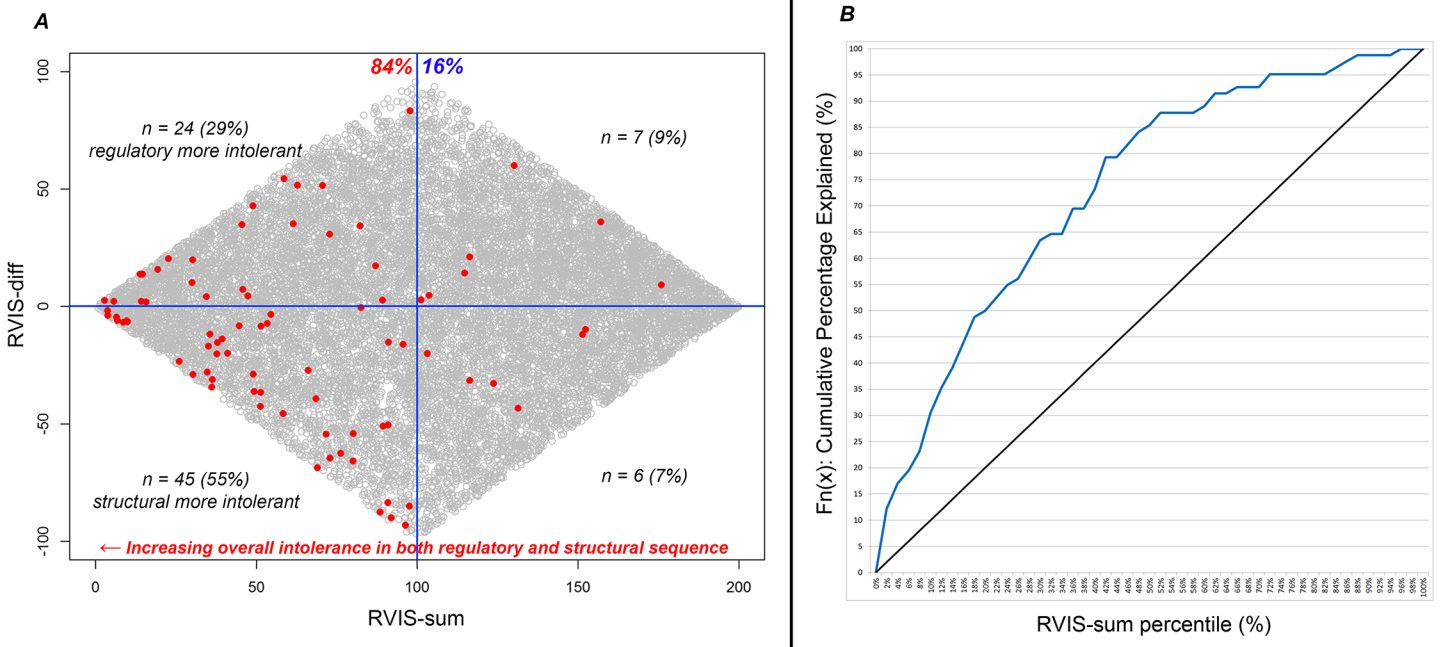 A
84% 16%
n = 24 (29%)
regulatory more intolerant
n = 7 (9%)
n = 45 (55%)
structural more intolerant
n = 6 (7%)
← Increasing overall intolerance in both regulatory and structural sequence
RVIS-diff
100
50
0
-50
-100
0 50 100 150 200
RVIS-sum
B
Fn(x): Cumulative Percentage Explained (%)
100
95
90
85
80
75
70
65
60
55
50
45
40
35
30
25
20
15
10
5
0
0% 2% 4% 6% 8% 10% 12% 14% 16% 18% 20% 22% 24% 26% 28% 30% 32% 34% 36% 38% 40% 42% 44% 46% 48% 50% 52% 54% 56% 58% 60% 62% 64% 66% 68% 70% 72% 74% 76% 78% 80% 82% 84% 86% 88% 90% 92% 94% 96% 98% 100%
RVIS-sum percentile (%)